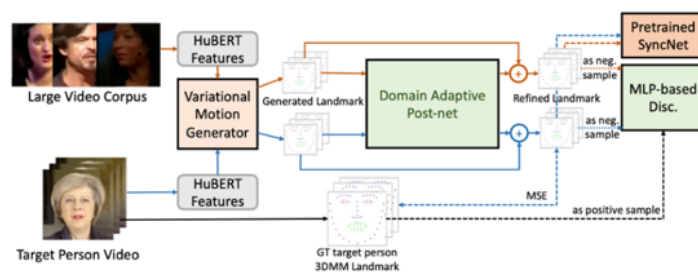 Large Video Corpus
HuBERT
Features
Variational
Motion
Generator
Generated Landmark
Domain Adaptive
Post-net
Refined Landmark
as neg.
sample
Pretrained
SyncNet
MLP-based
Disc.
as neg.
sample
HuBERT
Features
Target Person Video
GT target person
3DMM Landmark
MSE
as positive sample